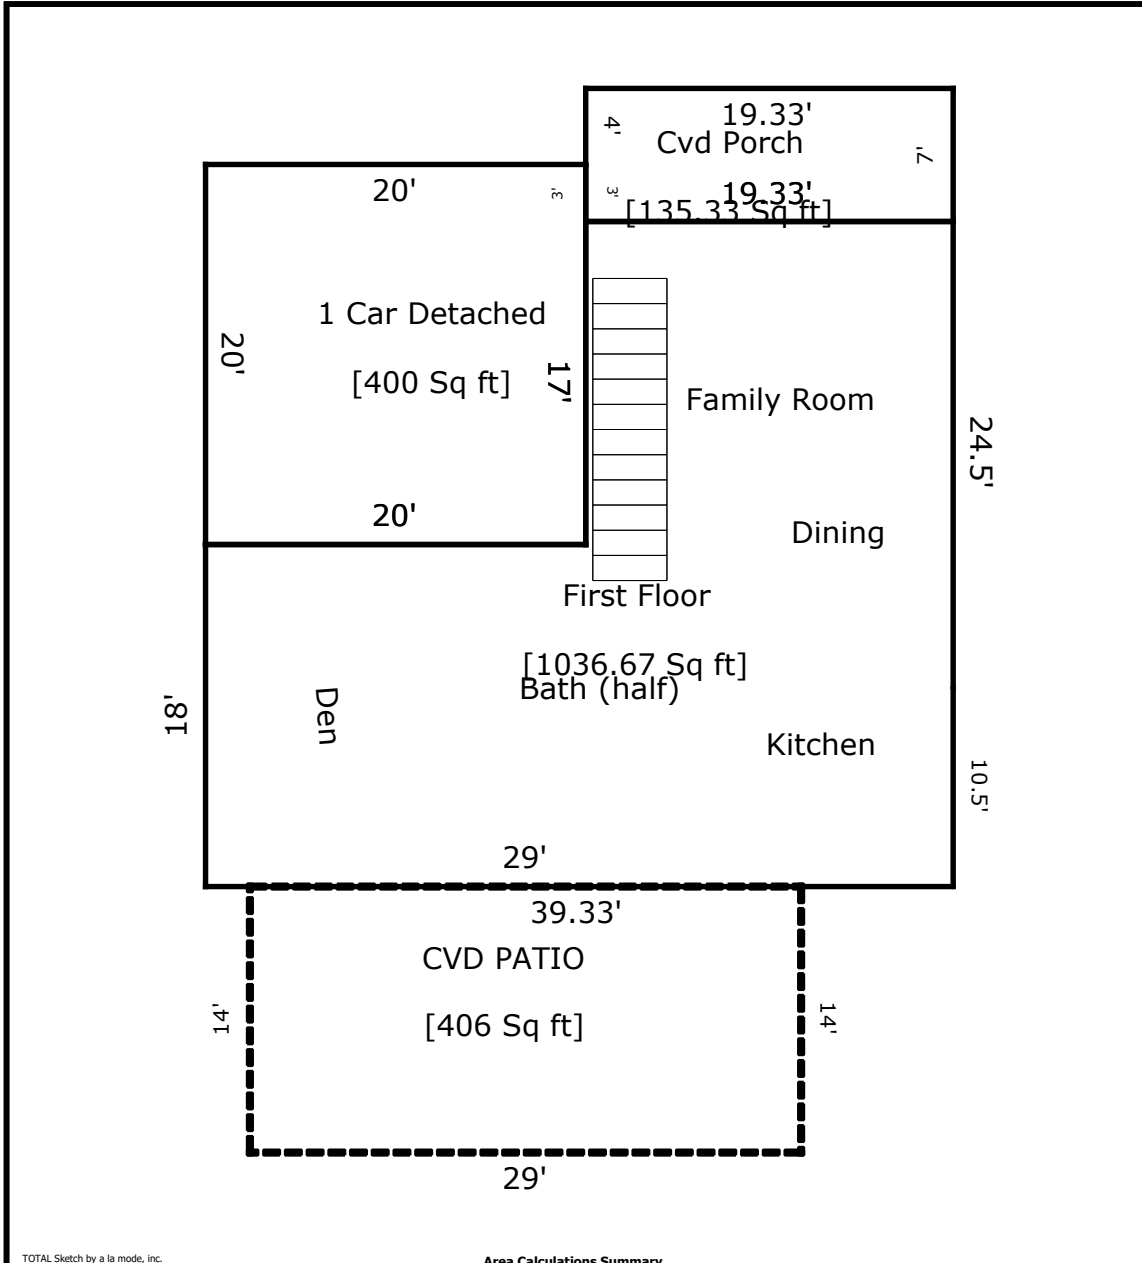 19.33'
4'
Cvd Porch
7'
20'
3'
3'
19.33'
[135.33 Sq ft]
1 Car Detached
20'
[400 Sq ft]
17'
Family Room
24.5'
20'
Dining
First Floor
[1036.67 Sq ft]
Bath (half)
18'
Den
Kitchen
10.5'
29'
39.33'
CVD PATIO
14'
14'
[406 Sq ft]
29'
TOTAL Sketch by a la mode, inc.
Area Calculations Summary